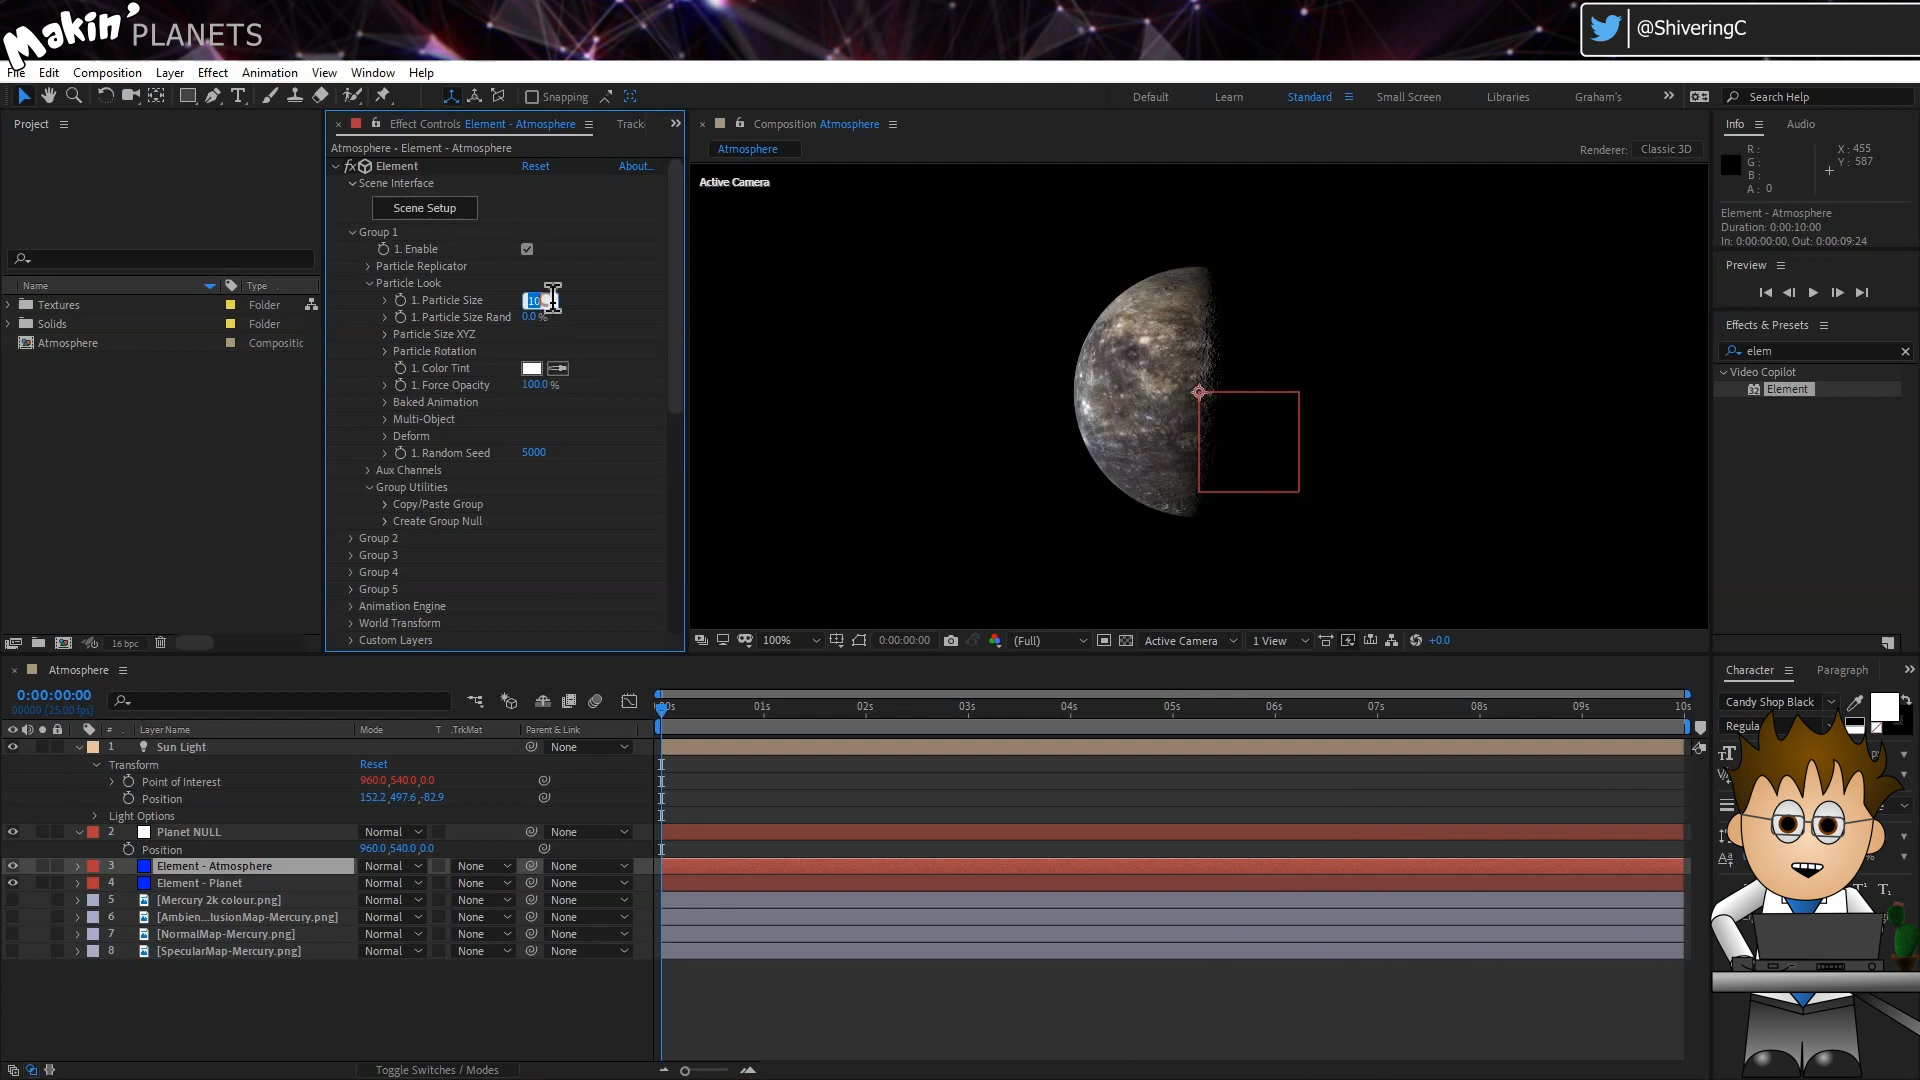 Makin' PLANETS
@ShiveringC
File Edit Composition Layer Effect Animation View Window Help
Snapping
Default Learn Standard Small Screen Libraries Graham's
Search Help
Project
Name Type
Textures Folder
Solids Folder
Atmosphere Compositic
16 bpc
Effect Controls Element - Atmosphere Track
Atmosphere • Element - Atmosphere
fx Element Reset About...
Scene Interface
Scene Setup
Group 1
1. Enable
Particle Replicator
Particle Look
1. Particle Size 10
1. Particle Size Rand 0.0 %
Particle Size XYZ
Particle Rotation
1. Color Tint
1. Force Opacity 100.0 %
Baked Animation
Multi-Object
Deform
1. Random Seed 5000
Aux Channels
Group Utilities
Copy/Paste Group
Create Group Null
Group 2
Group 3
Group 4
Group 5
Animation Engine
World Transform
Custom Layers
Composition Atmosphere
Atmosphere
Renderer: Classic 3D
Active Camera
100% 0:00:00:00 (Full) Active Camera 1 View +0.0
Info Audio
R: X: 455
G: Y: 587
B:
A: 0
Element - Atmosphere
Duration: 0:00:10:00
In: 0:00:00:00, Out: 0:00:09:24
Preview
Effects & Presets
elem
Video Copilot
32 Element
Character Paragraph
Candy Shop Black
Regula
Atmosphere
0:00:00:00
00000 (25.00 fps)
00s 01s 02s 03s 04s 05s 06s 07s 08s 09s 10s
# Layer Name Mode T .TrkMat Parent & Link
1 Sun Light None
Transform Reset
Point of Interest 960.0,540.0,0.0
Position 152.2,497.6,-82.9
Light Options
2 Planet NULL Normal None
Position 960.0,540.0,0.0
3 Element - Atmosphere Normal None None
4 Element - Planet Normal None None
5 [Mercury 2k colour.png] Normal None None
6 [Ambien...lusionMap-Mercury.png] Normal None None
7 [NormalMap-Mercury.png] Normal None None
8 [SpecularMap-Mercury.png] Normal None None
Toggle Switches / Modes